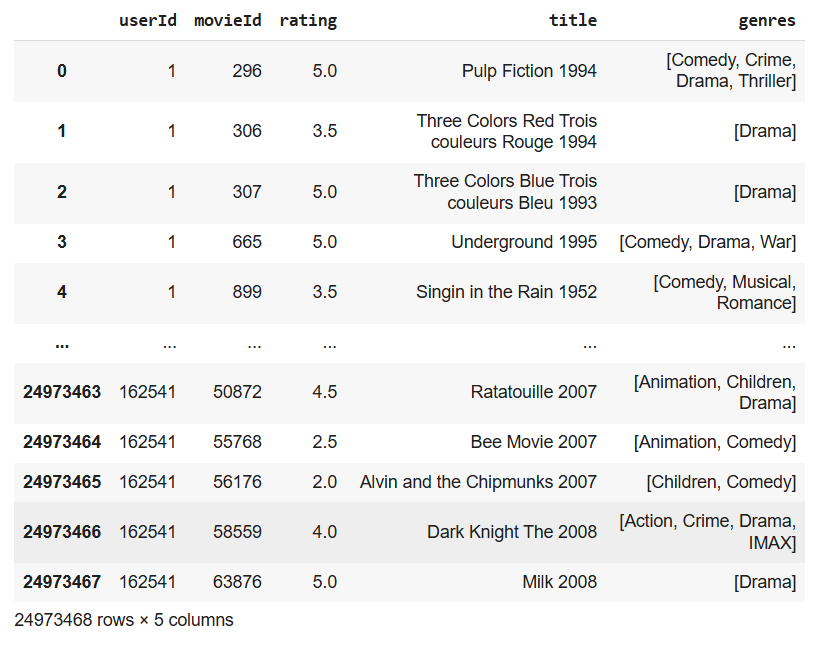 userId movieId rating title genres
0 1 296 5.0 Pulp Fiction 1994 [Comedy, Crime,
Drama, Thriller]
1 1 306 3.5 Three Colors Red Trois
couleurs Rouge 1994 [Drama]
2 1 307 5.0 Three Colors Blue Trois
couleurs Bleu 1993 [Drama]
3 1 665 5.0 Underground 1995 [Comedy, Drama, War]
4 1 899 3.5 Singin in the Rain 1952 [Comedy, Musical,
Romance]
... ... ... ... ... ...
24973463 162541 50872 4.5 Ratatouille 2007 [Animation, Children,
Drama]
24973464 162541 55768 2.5 Bee Movie 2007 [Animation, Comedy]
24973465 162541 56176 2.0 Alvin and the Chipmunks 2007 [Children, Comedy]
24973466 162541 58559 4.0 Dark Knight The 2008 [Action, Crime, Drama,
IMAX]
24973467 162541 63876 5.0 Milk 2008 [Drama]
24973468 rows × 5 columns